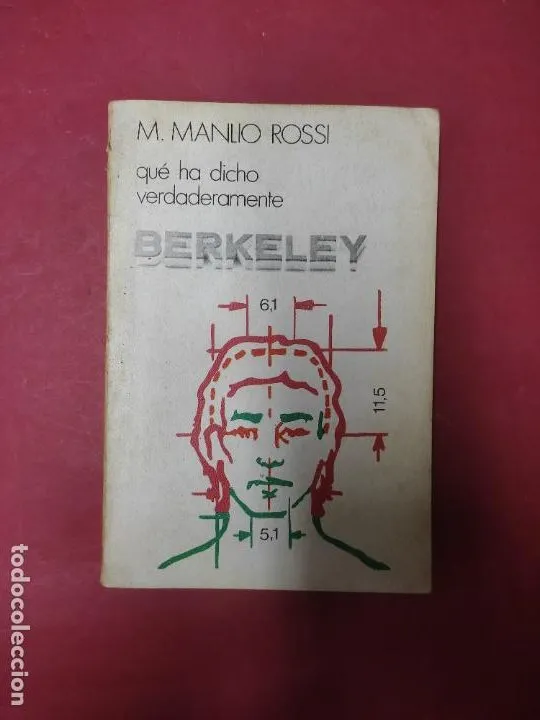 M. MANLIO ROSSI
qué ha dicho
verdaderamente
BERKELEY
6,1
11,5
5,1
todocoleccion